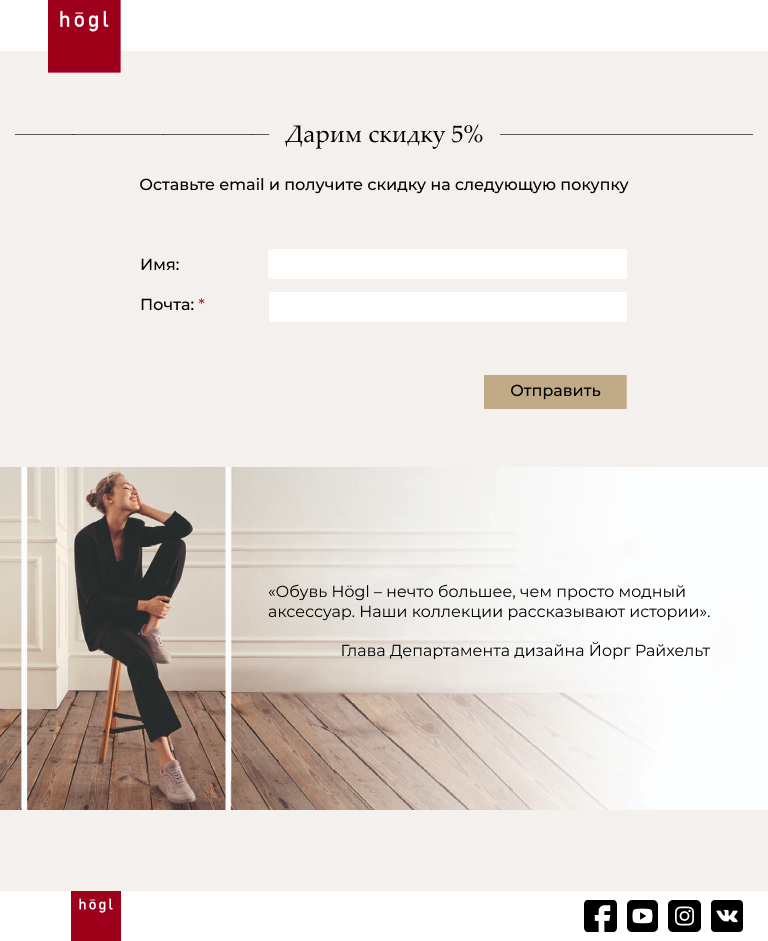 högl
Дарим скидку 5%
Оставьте email и получите скидку на следующую покупку
Имя:
Почта: *
Отправить
«Обувь Högl – нечто большее, чем просто модный
аксессуар. Наши коллекции рассказывают истории».
Глава Департамента дизайна Йорг Райхельт
högl